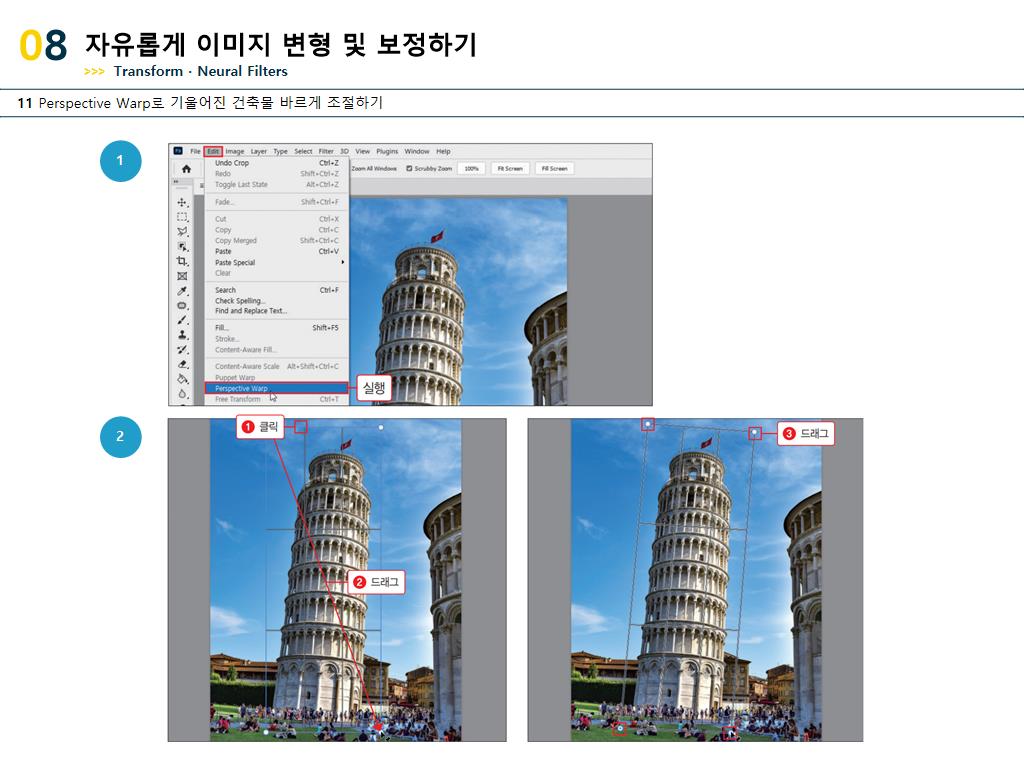 08 자유롭게 이미지 변형 및 보정하기
>>> Transform · Neural Filters
11 Perspective Warp로 기울어진 건축물 바르게 조절하기
1
Ps File Edit Image Layer Type Select Filter 3D View Plugins Window Help
Zoom All Windows Scrubby Zoom 100% Fit Screen Fill Screen
Undo Crop Ctrl+Z
Redo Shift+Ctrl+Z
Toggle Last State Alt+Ctrl+Z
Fade... Shift+Ctrl+F
Cut Ctrl+X
Copy Ctrl+C
Copy Merged Shift+Ctrl+C
Paste Ctrl+V
Paste Special
Clear
Search Ctrl+F
Check Spelling...
Find and Replace Text...
Fill... Shift+F5
Stroke...
Content-Aware Fill...
Content-Aware Scale Alt+Shift+Ctrl+C
Puppet Warp
Perspective Warp
실행
Free Transform Ctrl+T
2
1 클릭
2 드래그
3 드래그